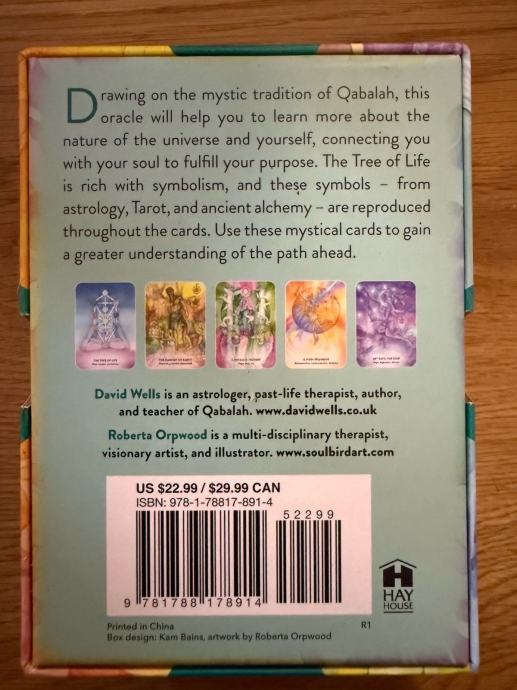 Drawing on the mystic tradition of Qabalah, this
oracle will help you to learn more about the
nature of the universe and yourself, connecting you
with your soul to fulfill your purpose. The Tree of Life
is rich with symbolism, and these symbols – from
astrology, Tarot, and ancient alchemy – are reproduced
throughout the cards. Use these mystical cards to gain
a greater understanding of the path ahead.
THE TREE OF LIFE
David Wells is an astrologer, past-life therapist, author,
and teacher of Qabalah. www.davidwells.co.uk
Roberta Orpwood is a multi-disciplinary therapist,
visionary artist, and illustrator. www.soulbirdart.com
US $22.99 / $29.99 CAN
ISBN: 978-1-78817-891-4
52299
9 781788 178914
HAY
HOUSE
Printed in China
R1
Box design: Kam Bains, artwork by Roberta Orpwood